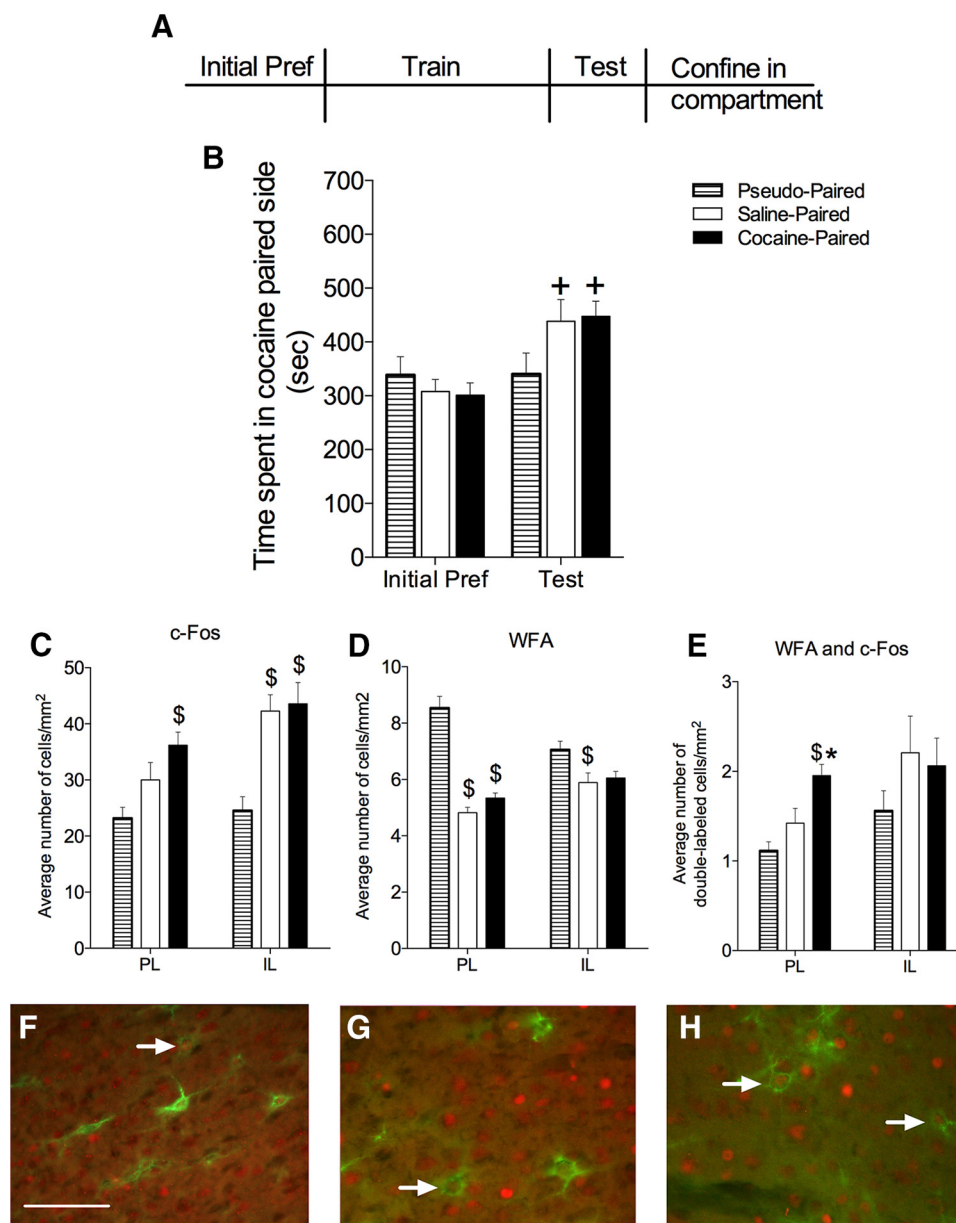 A
Initial Pref Train Test Confine in
compartment
B
Time spent in cocaine paired side
(sec)
700
600
500
400
300
200
100
0
+ +
Initial Pref Test
Pseudo-Paired
Saline-Paired
Cocaine-Paired
C
c-Fos
Average number of cells/mm²
50
40
30
20
10
0
$ $ $
PL IL
D
WFA
Average number of cells/mm2
10
8
6
4
2
0
$ $ $
PL IL
E
WFA and c-Fos
Average number of
double-labeled cells/mm²
3
2
1
0
$*
PL IL
F
G
H